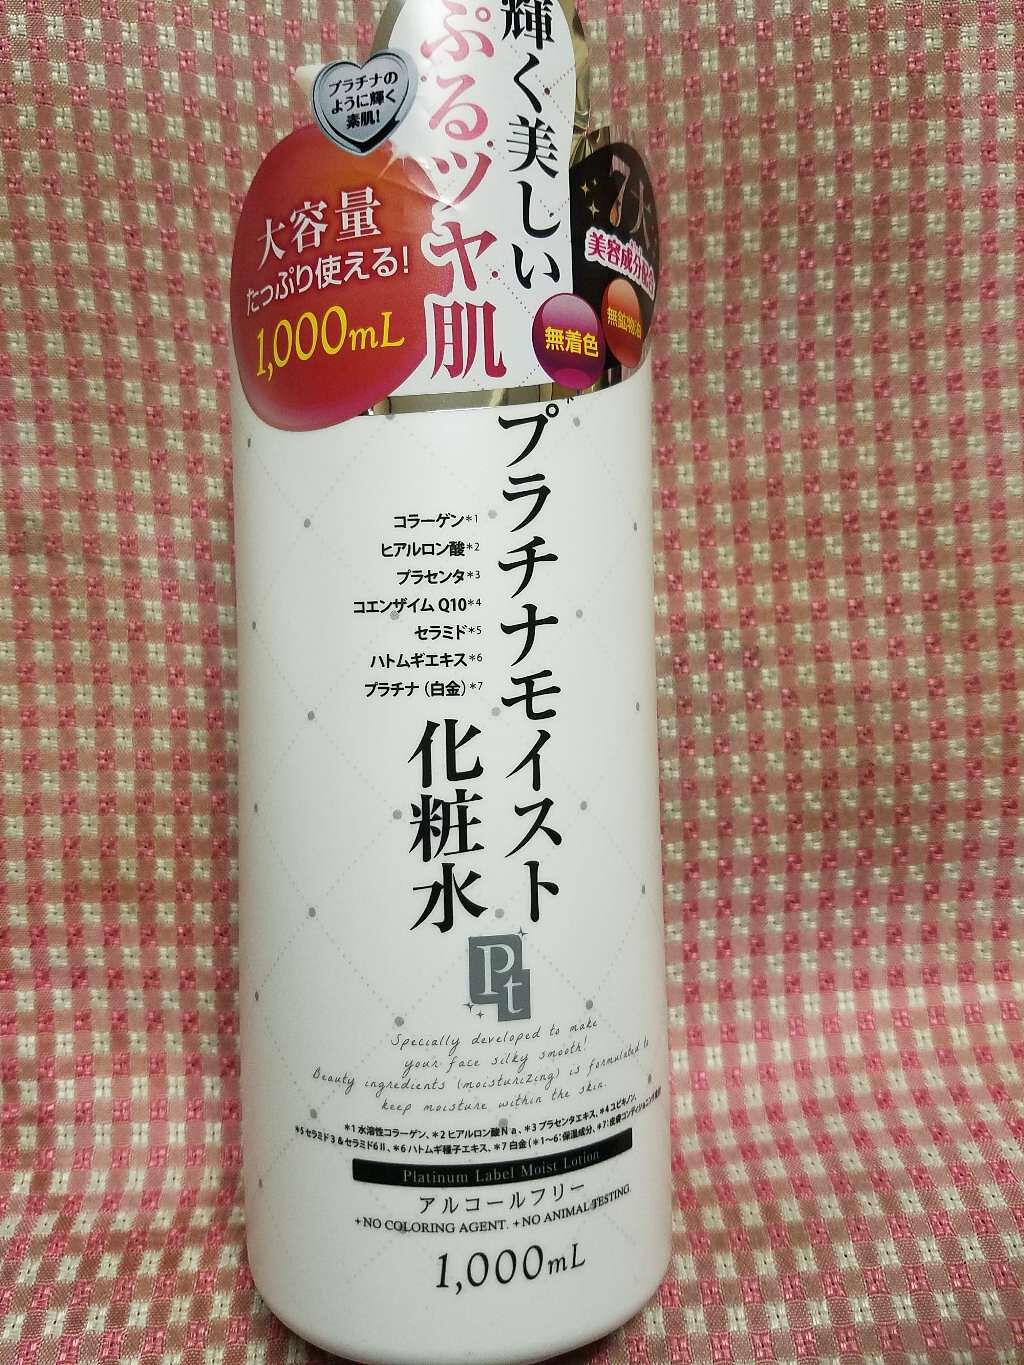 輝く美しい
ぷるツヤ肌
プラチナの
ように輝く
素肌!
大容量
たっぷり使える!
1,000mL
7大
美容成分配合
無着色
無鉱物油
プラチナモイスト
化粧水
コラーゲン*1
ヒアルロン酸*2
プラセンタ*3
コエンザイムQ10*4
セラミド*5
ハトムギエキス*6
プラチナ(白金)*7
Pt
Specially developed to make
your face silky smooth!
Beauty ingredients (moisturizing) is formulated to
keep moisture within the skin.
*1 水溶性コラーゲン、*2 ヒアルロン酸Na、*3 プラセンタエキス、*4 ユビキノン、
*5 セラミド3&セラミド6Ⅱ、*6 ハトムギ種子エキス、*7 白金(*1〜6:保湿成分、*7:皮膚コンディショニング成分)
Platinum Label Moist Lotion
アルコールフリー
+NO COLORING AGENT. +NO ANIMAL TESTING.
1,000mL